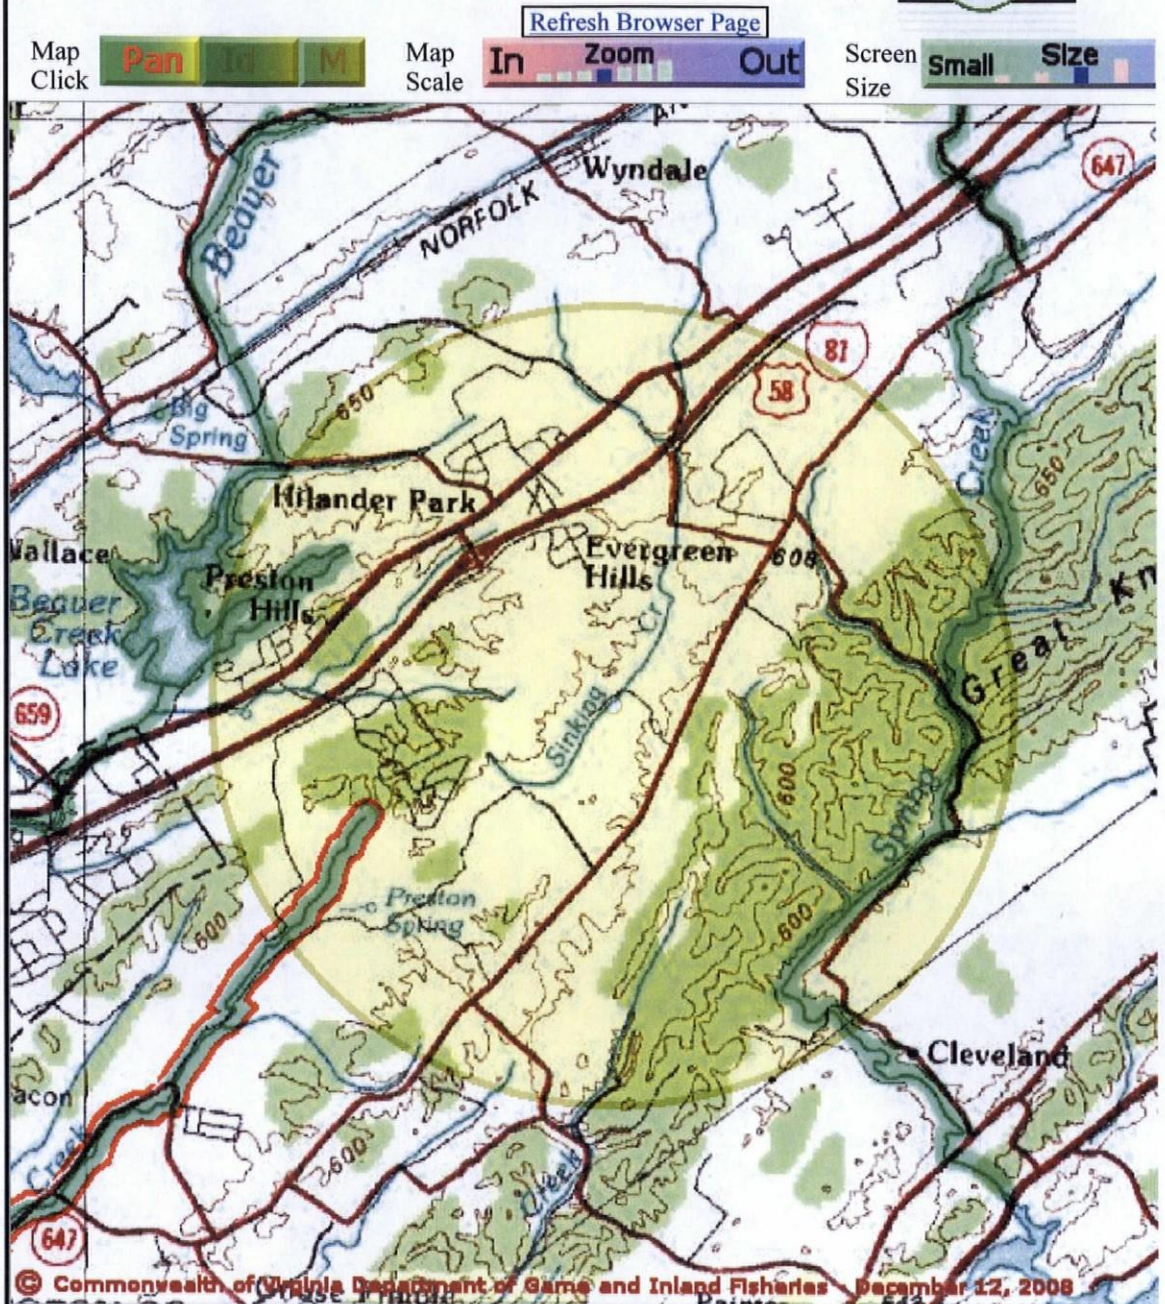 Refresh Browser Page
Map Click
Pan
Id
M
Map Scale
In
Zoom
Out
Screen Size
Small
Size
Beaver
NORFOLK
Wyndale
647
81
58
650
Big Spring
Creek
650
Hilander Park
Wallace
Evergreen Hills
608
Preston Hills
Beaver Creek Lake
Cr
Great Kn
659
Sinking
600
Spring
Preston Spring
600
600
Cleveland
acon
Creek
600
Creek
647
© Commonwealth of Virginia Department of Game and Inland Fisheries - December 12, 2008